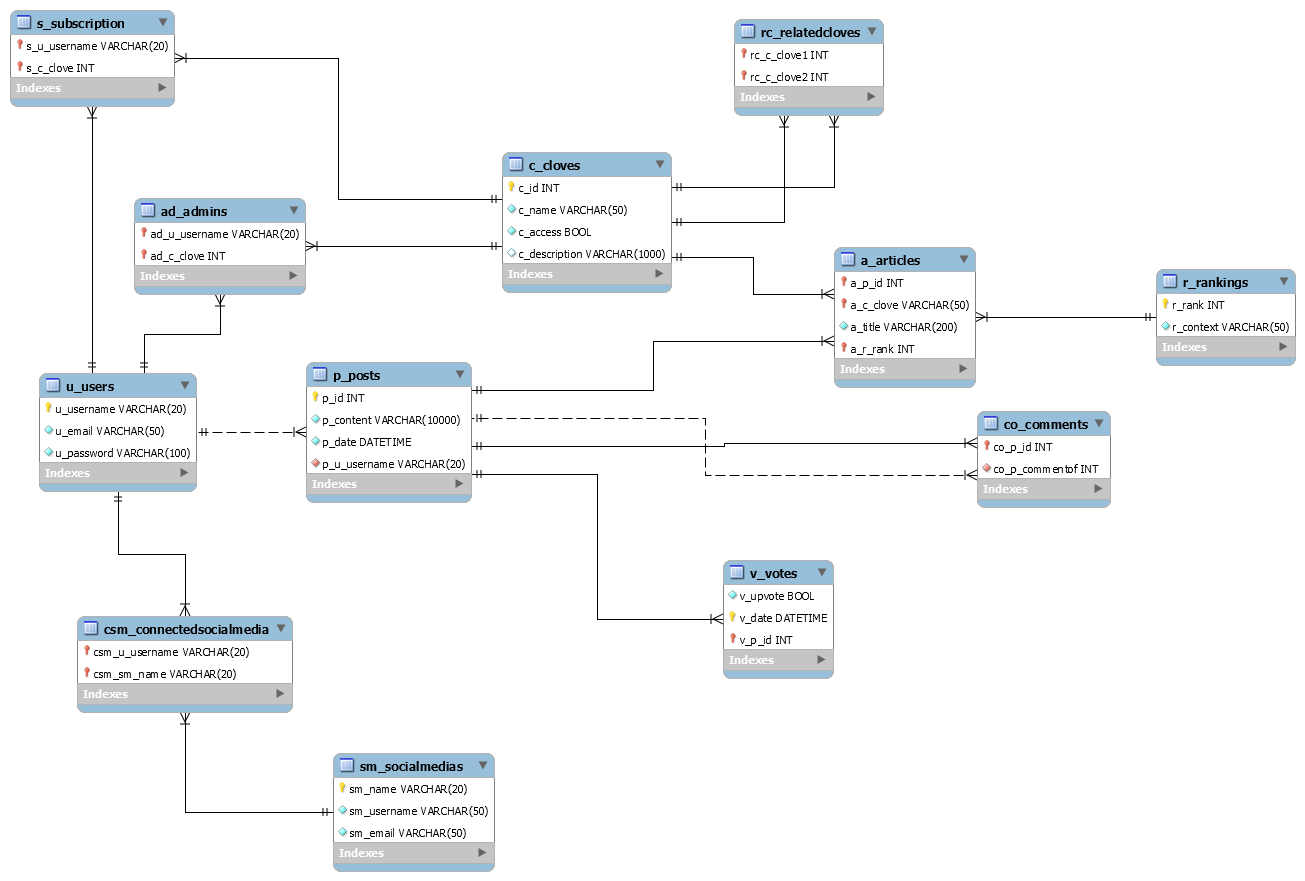 s_subscription
s_u_username VARCHAR(20)
s_c_clove INT
Indexes
rc_relatedcloves
rc_c_clove1 INT
rc_c_clove2 INT
Indexes
c_cloves
c_id INT
c_name VARCHAR(50)
c_access BOOL
c_description VARCHAR(1000)
Indexes
ad_admins
ad_u_username VARCHAR(20)
ad_c_clove INT
Indexes
a_articles
a_p_id INT
a_c_clove VARCHAR(50)
a_title VARCHAR(200)
a_r_rank INT
Indexes
r_rankings
r_rank INT
r_context VARCHAR(50)
Indexes
u_users
u_username VARCHAR(20)
u_email VARCHAR(50)
u_password VARCHAR(100)
Indexes
p_posts
p_id INT
p_content VARCHAR(10000)
p_date DATETIME
p_u_username VARCHAR(20)
Indexes
co_comments
co_p_id INT
co_p_commentof INT
Indexes
v_votes
v_upvote BOOL
v_date DATETIME
v_p_id INT
Indexes
csm_connectedsocialmedia
csm_u_username VARCHAR(20)
csm_sm_name VARCHAR(20)
Indexes
sm_socialmedias
sm_name VARCHAR(20)
sm_username VARCHAR(50)
sm_email VARCHAR(50)
Indexes